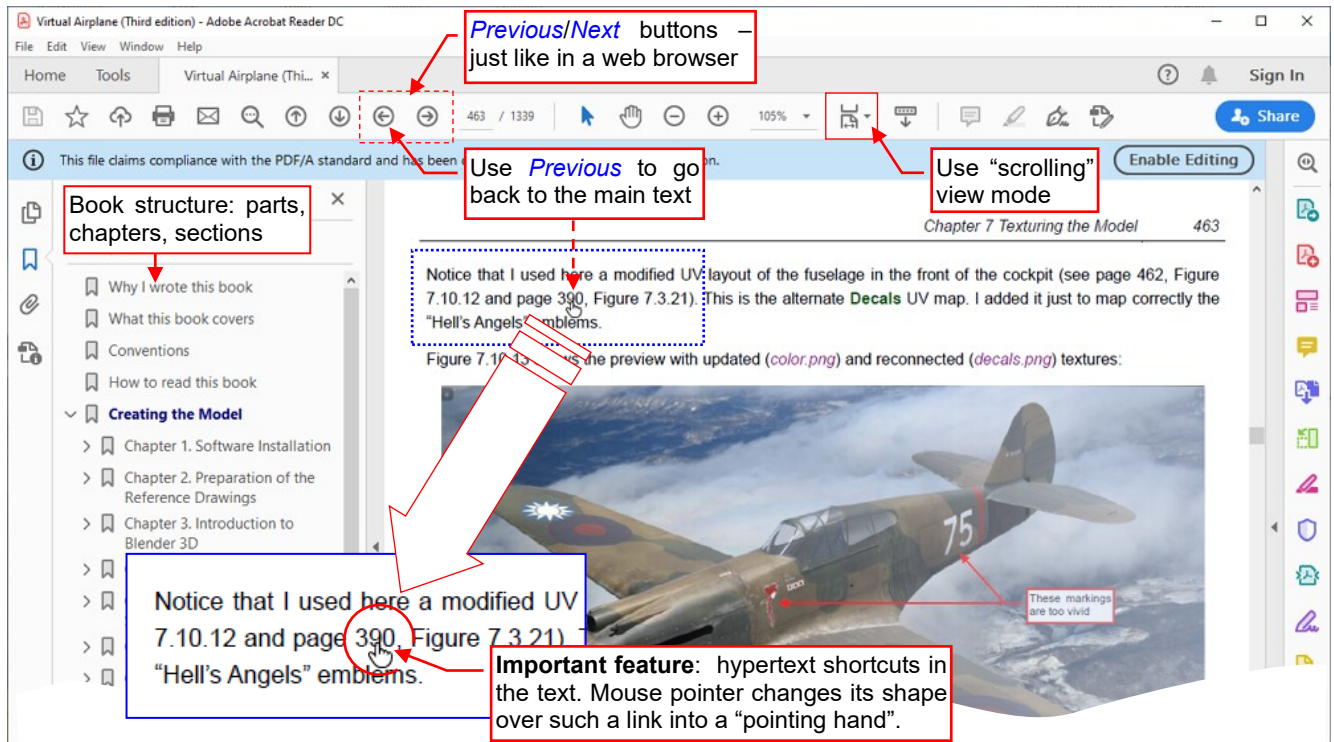 Virtual Airplane (Third edition) - Adobe Acrobat Reader DC
File Edit View Window Help
Home Tools Virtual Airplane (Thi... ×
Sign In
Previous/Next buttons –
just like in a web browser
463 / 1339
105%
Share
This file claims compliance with the PDF/A standard and has been
on.
Enable Editing
Use Previous to go
back to the main text
Use “scrolling”
view mode
Book structure: parts,
chapters, sections
Why I wrote this book
What this book covers
Conventions
How to read this book
Creating the Model
Chapter 1. Software Installation
Chapter 2. Preparation of the
Reference Drawings
Chapter 3. Introduction to
Blender 3D
Chapter 7 Texturing the Model 463
Notice that I used here a modified UV layout of the fuselage in the front of the cockpit (see page 462, Figure
7.10.12 and page 390, Figure 7.3.21). This is the alternate Decals UV map. I added it just to map correctly the
“Hell's Angels” emblems.
Figure 7.10.13 shows the preview with updated (color.png) and reconnected (decals.png) textures:
75
These markings
are too vivid
Notice that I used here a modified UV
7.10.12 and page 390, Figure 7.3.21). T
“Hell's Angels” emblems.
Important feature: hypertext shortcuts in
the text. Mouse pointer changes its shape
over such a link into a “pointing hand”.